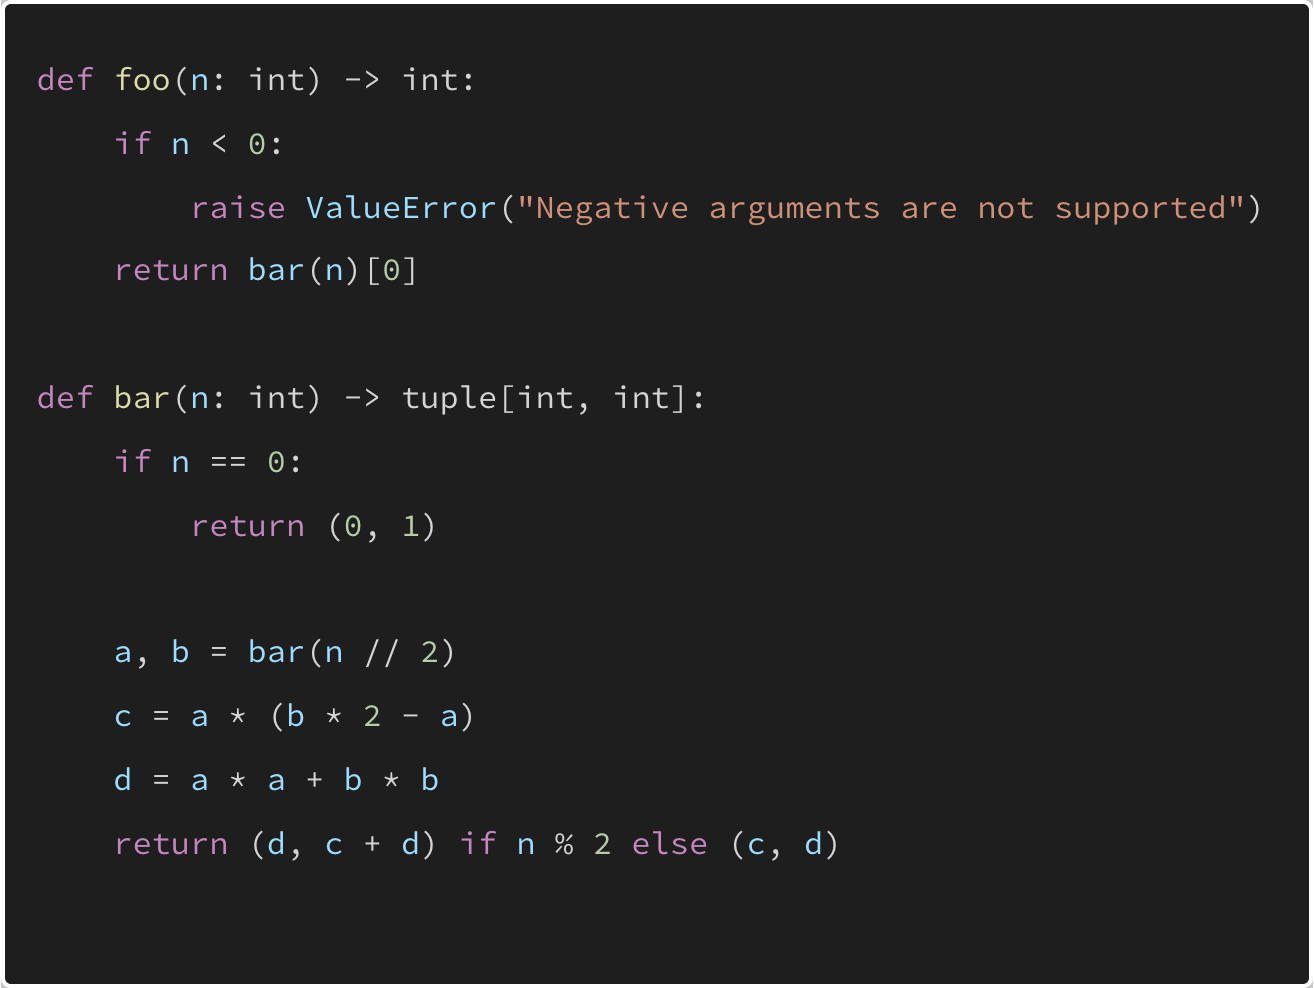 def foo(n: int) -> int:
    if n < 0:
        raise ValueError("Negative arguments are not supported")
    return bar(n)[0]

def bar(n: int) -> tuple[int, int]:
    if n == 0:
        return (0, 1)

    a, b = bar(n // 2)
    c = a * (b * 2 - a)
    d = a * a + b * b
    return (d, c + d) if n % 2 else (c, d)